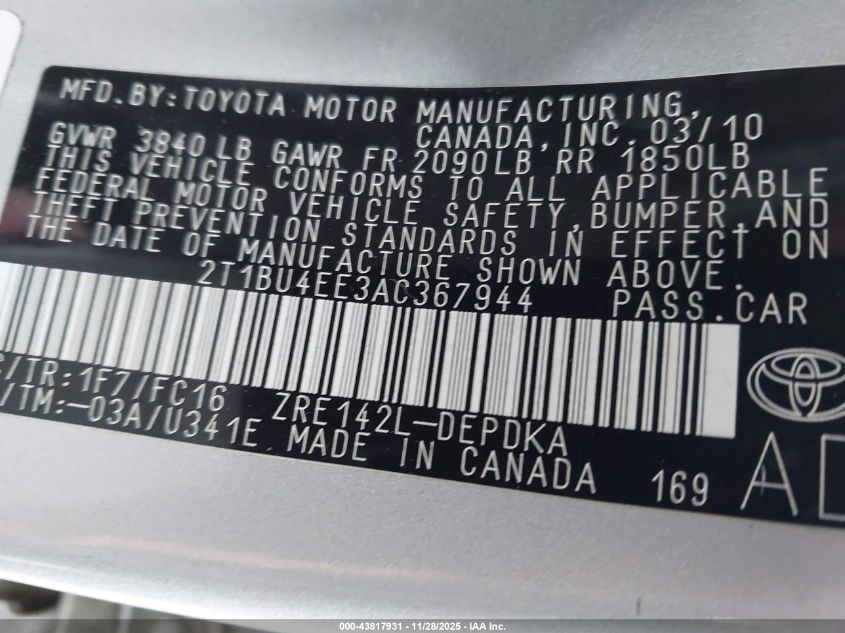 MFD.BY:TOYOTA MOTOR MANUFACTURING,
CANADA,INC. 03/10
GVWR 3840LB GAWR FR 2090LB RR 1850LB
THIS VEHICLE CONFORMS TO ALL APPLICABLE
FEDERAL MOTOR VEHICLE SAFETY,BUMPER,AND
THEFT PREVENTION STANDARDS IN EFFECT ON
THE DATE OF MANUFACTURE SHOWN ABOVE.
2T1BU4EE3AC367944 PASS.CAR
C/TR:1F7/FC16 ZRE142L-DEPDKA
/TM:-03A/U341E MADE IN CANADA 169 A
000-43817931 - 11/28/2025 - IAA Inc.